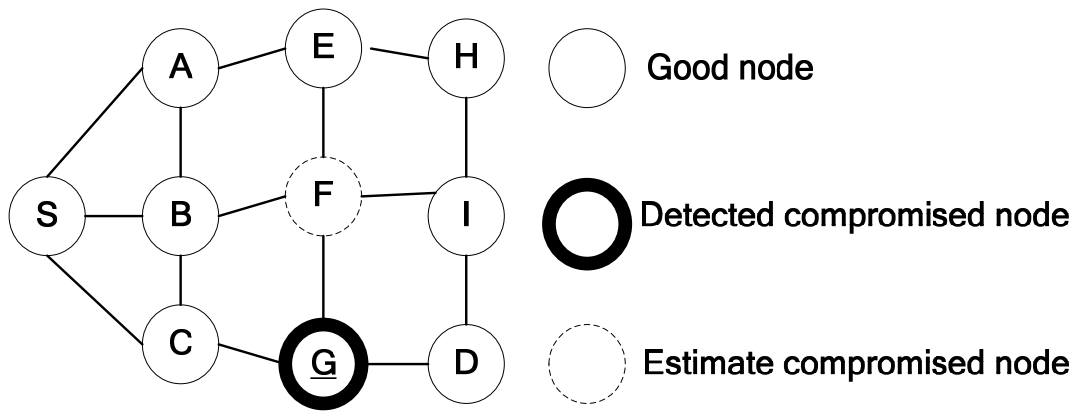 A
E
H
Good node
S
B
F
I
Detected compromised node
C
G
D
Estimate compromised node